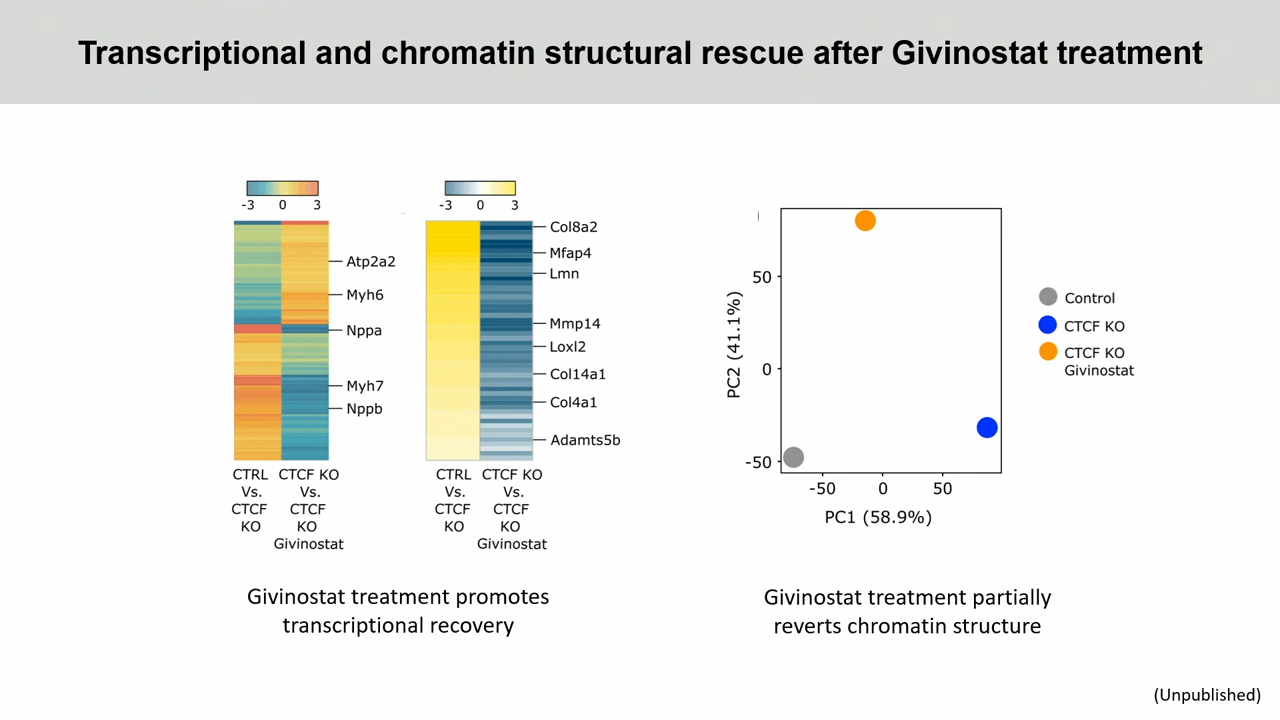 Transcriptional and chromatin structural rescue after Givinostat treatment
-3 0 3
Atp2a2
Myh6
Nppa
Myh7
Nppb
CTRL
Vs.
CTCF
KO
CTCF KO
Vs.
CTCF
KO
Givinostat
-3 0 3
Col8a2
Mfap4
Lmn
Mmp14
Loxl2
Col14a1
Col4a1
Adamts5b
CTRL
Vs.
CTCF
KO
CTCF KO
Vs.
CTCF
KO
Givinostat
Givinostat treatment promotes
transcriptional recovery
PC2 (41.1%)
50
0
-50
-50 0 50
PC1 (58.9%)
Control
CTCF KO
CTCF KO
Givinostat
Givinostat treatment partially
reverts chromatin structure
(Unpublished)